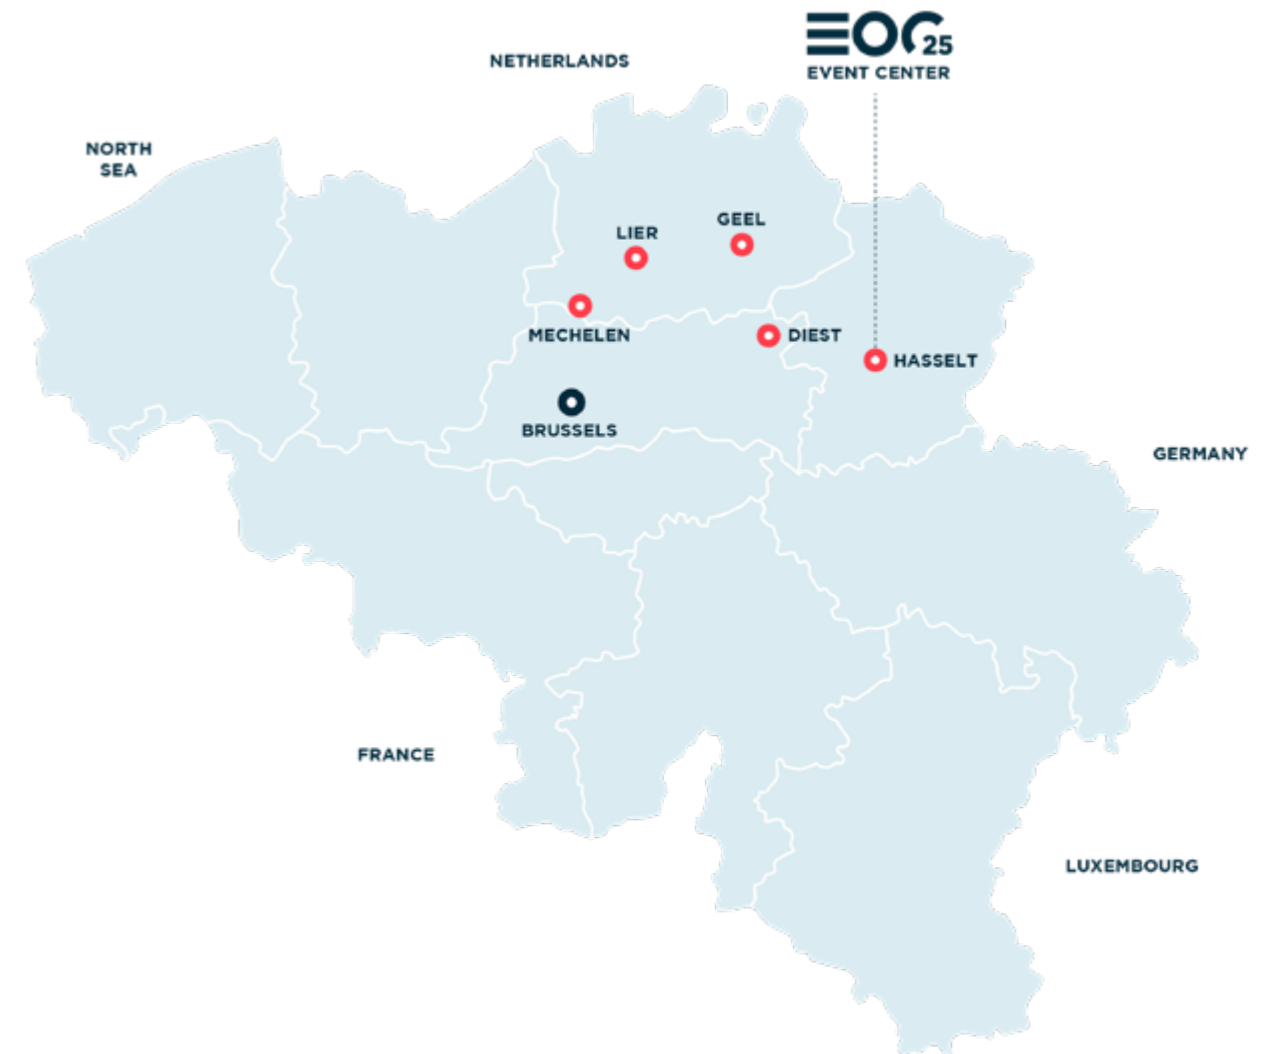 EOC25
EVENT CENTER
NETHERLANDS
NORTH
SEA
GEEL
LIER
MECHELEN
DIEST
HASSELT
BRUSSELS
GERMANY
FRANCE
LUXEMBOURG